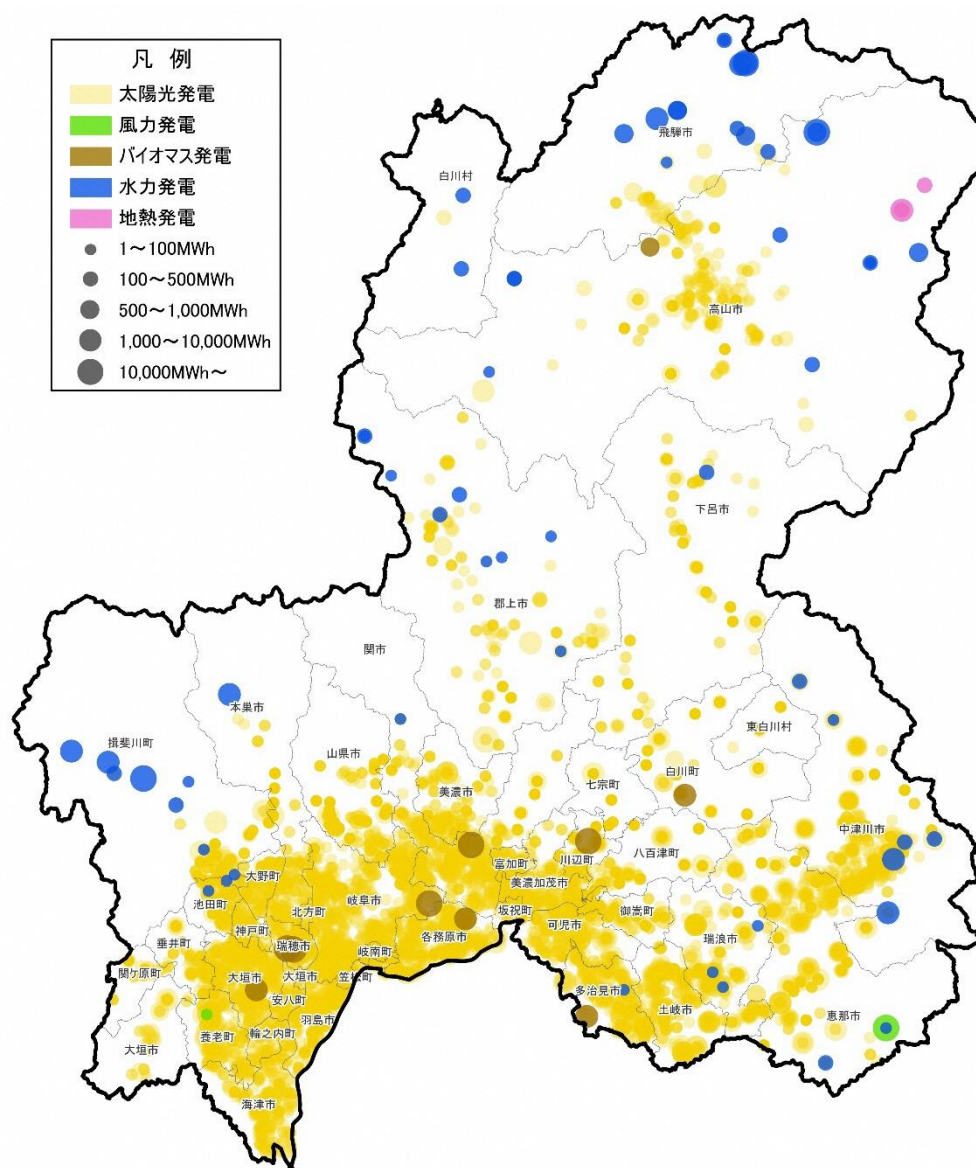 凡 例
太陽光発電
風力発電
バイオマス発電
水力発電
地熱発電
1～100MWh
100～500MWh
500～1,000MWh
1,000～10,000MWh
10,000MWh～
飛騨市
白川村
高山市
下呂市
郡上市
関市
本巣市
東白川村
揖斐川町
山県市
白川町
七宗町
美濃市
中津川市
川辺町
八百津町
富加町
大野町
美濃加茂市
岐阜市
池田町
北方町
坂祝町
御嵩町
可児市
神戸町
各務原市
瑞浪市
垂井町
瑞穂市
岐南町
関ケ原町
大垣市
大垣市
笠松町
多治見市
安八町
土岐市
恵那市
羽島市
養老町
輪之内町
大垣市
海津市